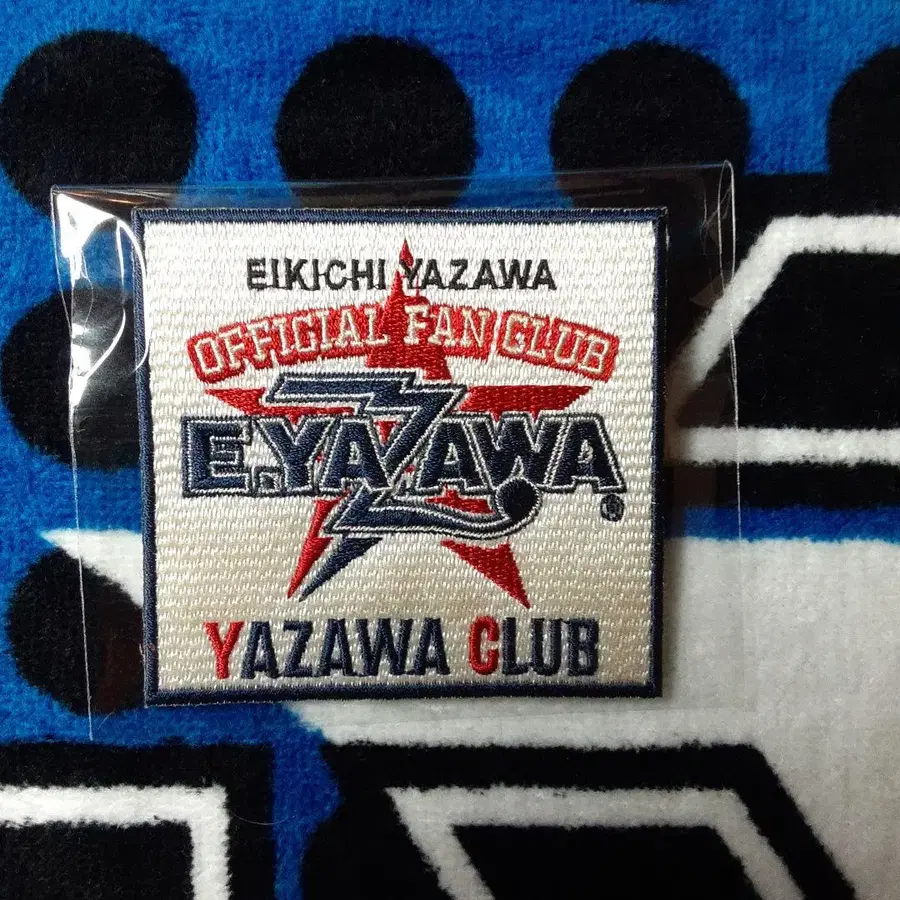 EIKICHI YAZAWA
OFFICIAL FAN CLUB
E.YAZAWA®
YAZAWA CLUB